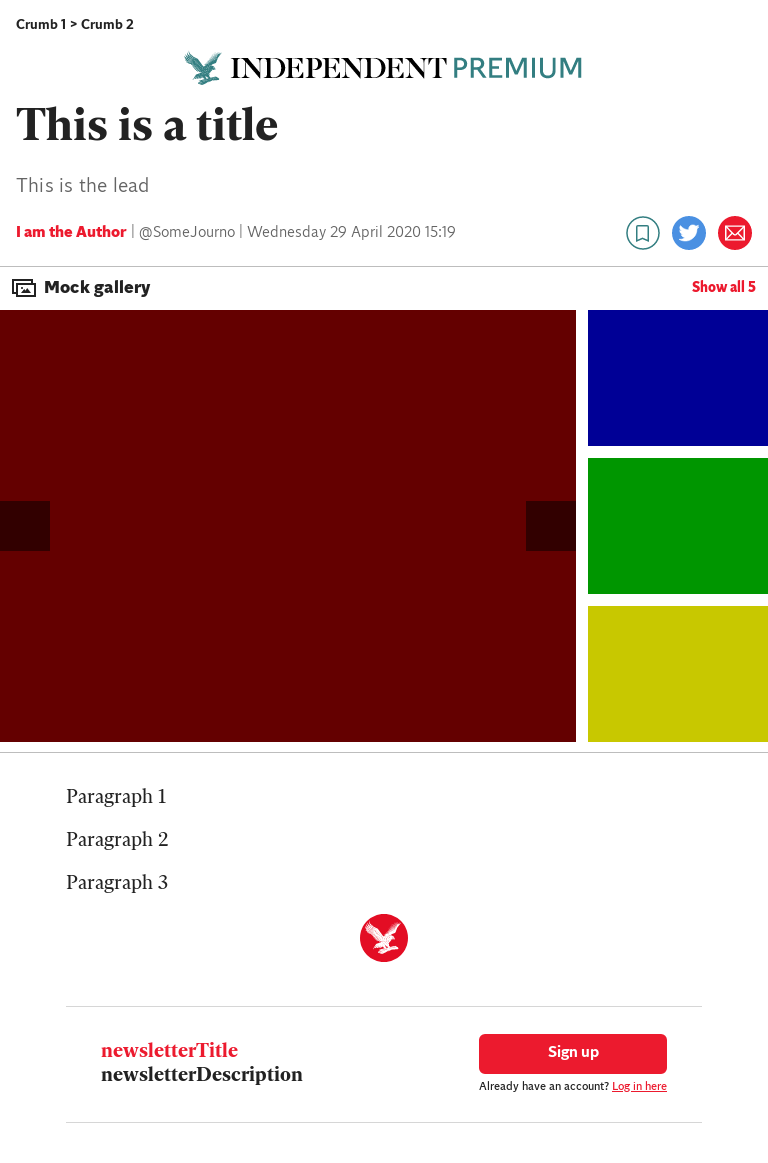 Crumb 1 > Crumb 2
INDEPENDENT PREMIUM
This is a title
This is the lead
I am the Author | @SomeJourno | Wednesday 29 April 2020 15:19
Mock gallery
Show all 5
Paragraph 1
Paragraph 2
Paragraph 3
newsletterTitle
newsletterDescription
Sign up
Already have an account? Log in here